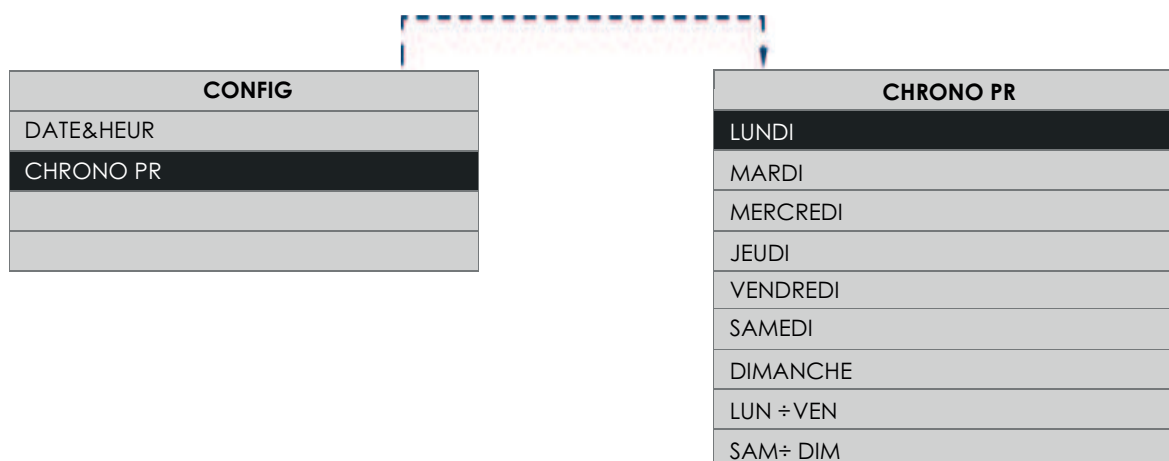 CONFIG
DATE&HEUR
CHRONO PR
CHRONO PR
LUNDI
MARDI
MERCREDI
JEUDI
VENDREDI
SAMEDI
DIMANCHE
LUN ÷VEN
SAM÷ DIM